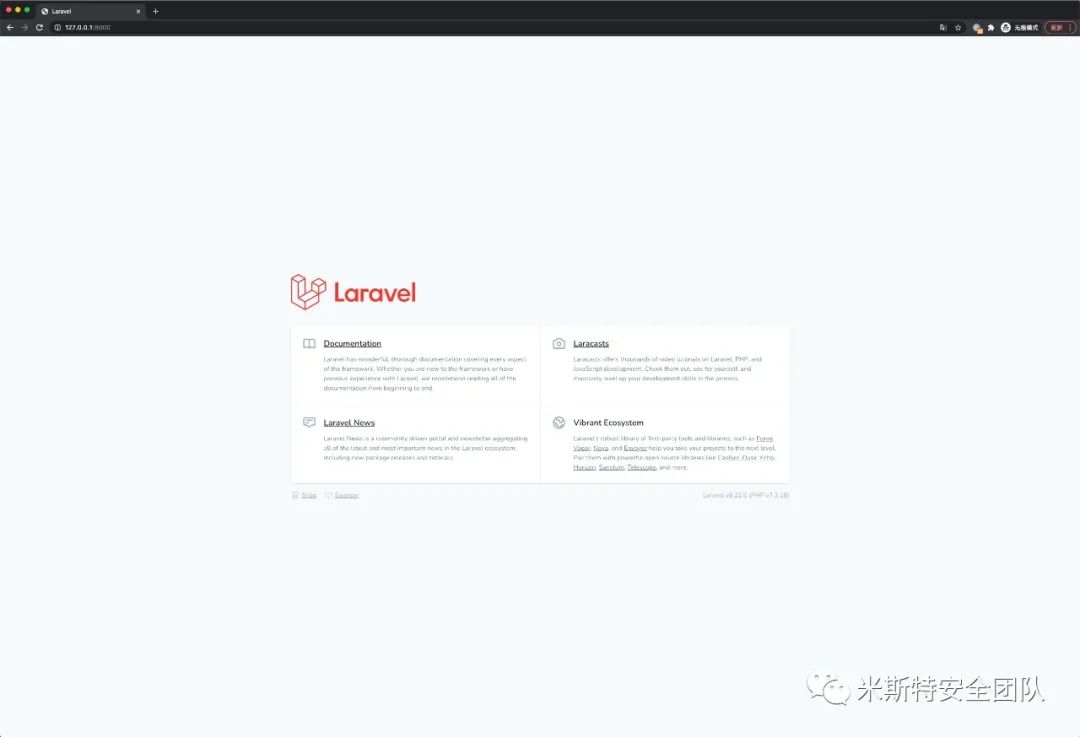 Laravel
127.0.0.1:8000
无痕模式
更新
Laravel
Documentation
Laravel has wonderful, thorough documentation covering every aspect
of the framework. Whether you are new to the framework or have
previous experience with Laravel, we recommend reading all of the
documentation from beginning to end.
Laracasts
Laracasts offers thousands of video tutorials on Laravel, PHP, and
JavaScript development. Check them out, see for yourself, and
massively level up your development skills in the process.
Laravel News
Laravel News is a community driven portal and newsletter aggregating
all of the latest and most important news in the Laravel ecosystem,
including new package releases and tutorials.
Vibrant Ecosystem
Laravel's robust library of first-party tools and libraries, such as Forge,
Vapor, Nova, and Envoyer help you take your projects to the next level.
Pair them with powerful open source libraries like Cashier, Dusk, Echo,
Horizon, Sanctum, Telescope, and more.
Shop
Sponsor
Laravel (PHP
米斯特安全团队